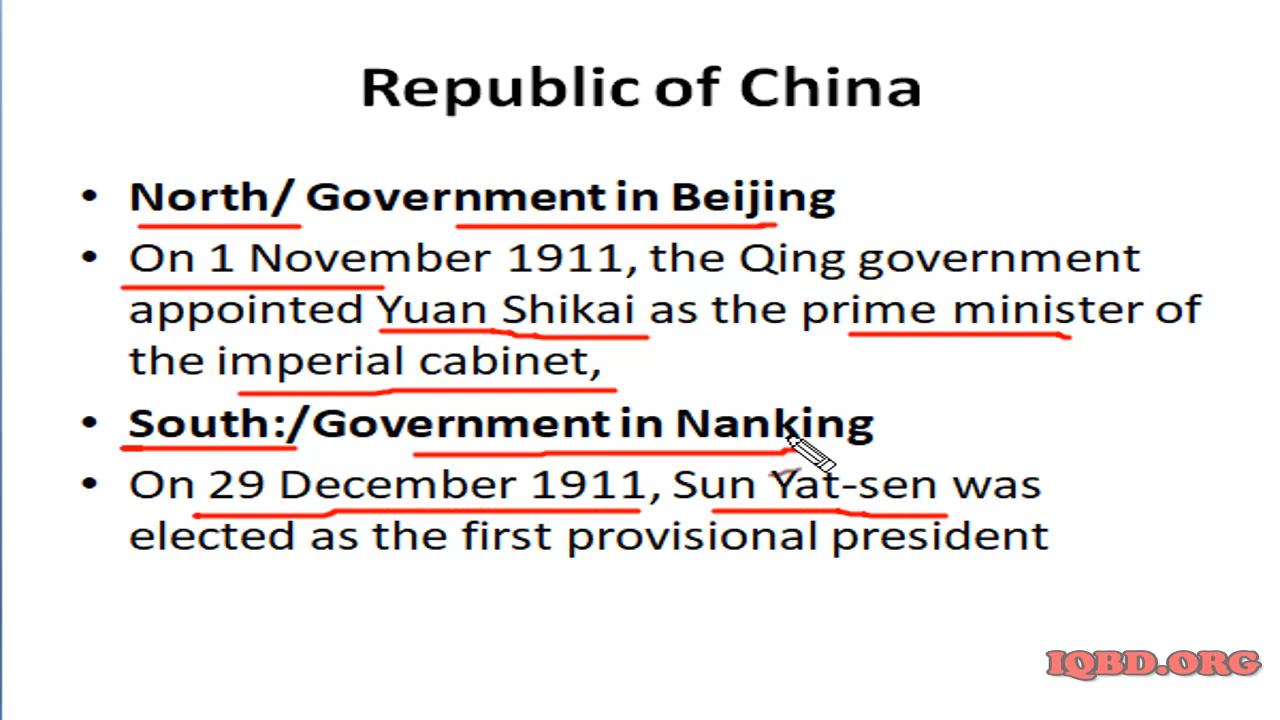 Republic of China
• North/ Government in Beijing
• On 1 November 1911, the Qing government
appointed Yuan Shikai as the prime minister of
the imperial cabinet,
• South:/Government in Nanking
• On 29 December 1911, Sun Yat-sen was
elected as the first provisional president
IQBD.ORG